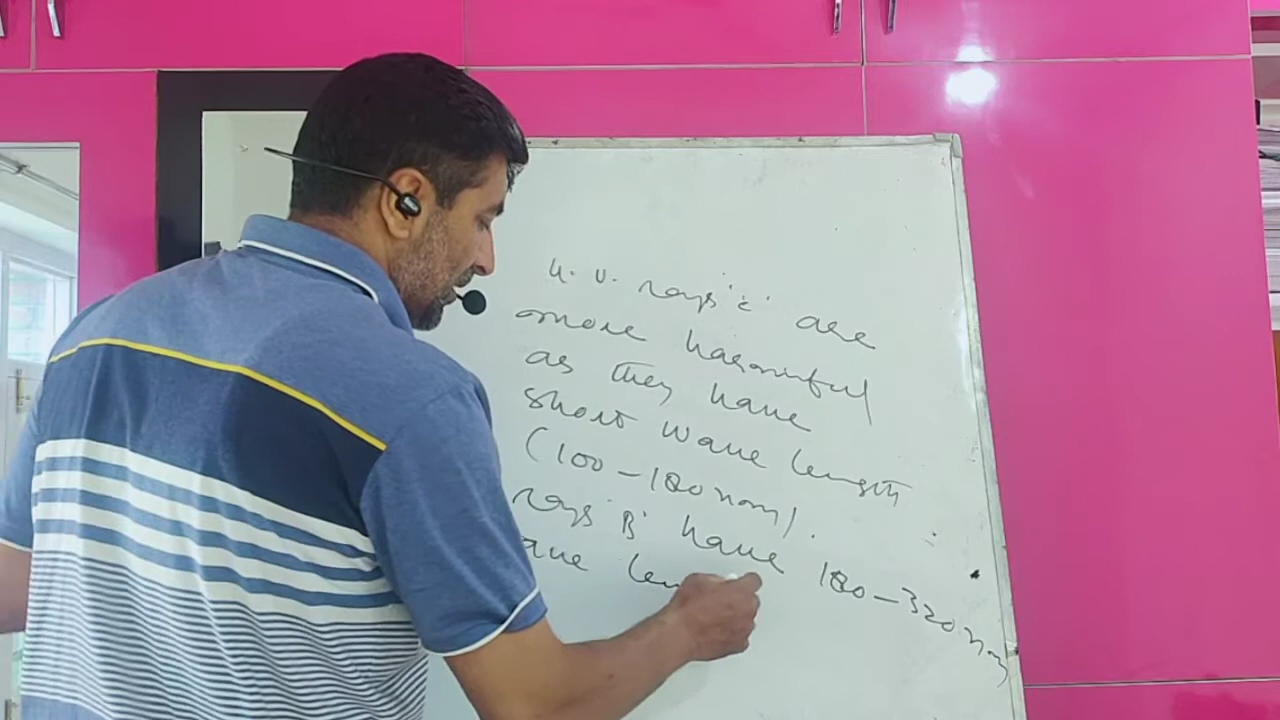 U. V. rays 'c' are
more harmful
as they have
short wave length
(100 - 180 nm).
rays 'B' have 180 - 320 nm
ave len